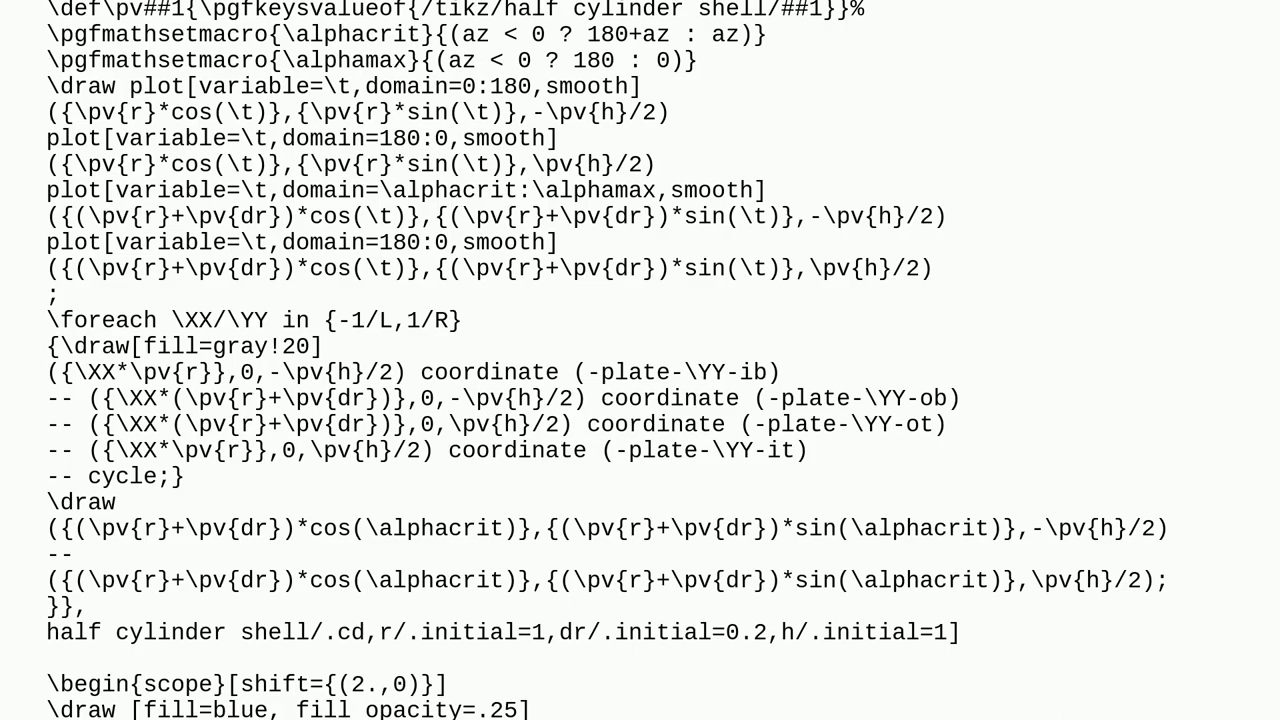 \def\pv##1{\pgfkeysvalueof{/tikz/half cylinder shell/##1}}%
\pgfmathsetmacro{\alphacrit}{(az < 0 ? 180+az : az)}
\pgfmathsetmacro{\alphamax}{(az < 0 ? 180 : 0)}
\draw plot[variable=\t,domain=0:180,smooth]
({\pv{r}*cos(\t)},{\pv{r}*sin(\t)},-\pv{h}/2)
plot[variable=\t,domain=180:0,smooth]
({\pv{r}*cos(\t)},{\pv{r}*sin(\t)},\pv{h}/2)
plot[variable=\t,domain=\alphacrit:\alphamax,smooth]
({(\pv{r}+\pv{dr})*cos(\t)},{(\pv{r}+\pv{dr})*sin(\t)},-\pv{h}/2)
plot[variable=\t,domain=180:0,smooth]
({(\pv{r}+\pv{dr})*cos(\t)},{(\pv{r}+\pv{dr})*sin(\t)},\pv{h}/2)
;
\foreach \XX/\YY in {-1/L,1/R}
{\draw[fill=gray!20]
({\XX*\pv{r}},0,-\pv{h}/2) coordinate (-plate-\YY-ib)
-- ({\XX*(\pv{r}+\pv{dr})},0,-\pv{h}/2) coordinate (-plate-\YY-ob)
-- ({\XX*(\pv{r}+\pv{dr})},0,\pv{h}/2) coordinate (-plate-\YY-ot)
-- ({\XX*\pv{r}},0,\pv{h}/2) coordinate (-plate-\YY-it)
-- cycle;}
\draw
({(\pv{r}+\pv{dr})*cos(\alphacrit)},{(\pv{r}+\pv{dr})*sin(\alphacrit)},-\pv{h}/2)
--
({(\pv{r}+\pv{dr})*cos(\alphacrit)},{(\pv{r}+\pv{dr})*sin(\alphacrit)},\pv{h}/2);
}},
half cylinder shell/.cd,r/.initial=1,dr/.initial=0.2,h/.initial=1]
\begin{scope}[shift={(2.,0)}]
\draw [fill=blue, fill opacity=.25]